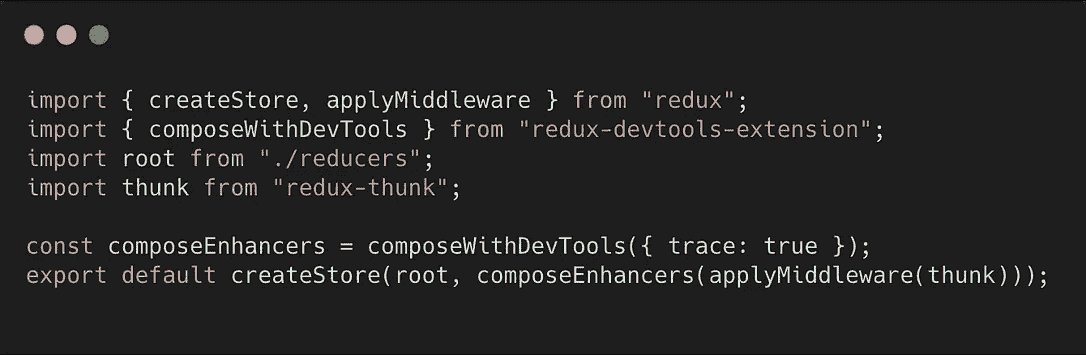 import { createStore, applyMiddleware } from "redux";
import { composeWithDevTools } from "redux-devtools-extension";
import root from "./reducers";
import thunk from "redux-thunk";
const composeEnhancers = composeWithDevTools({ trace: true });
export default createStore(root, composeEnhancers(applyMiddleware(thunk)));